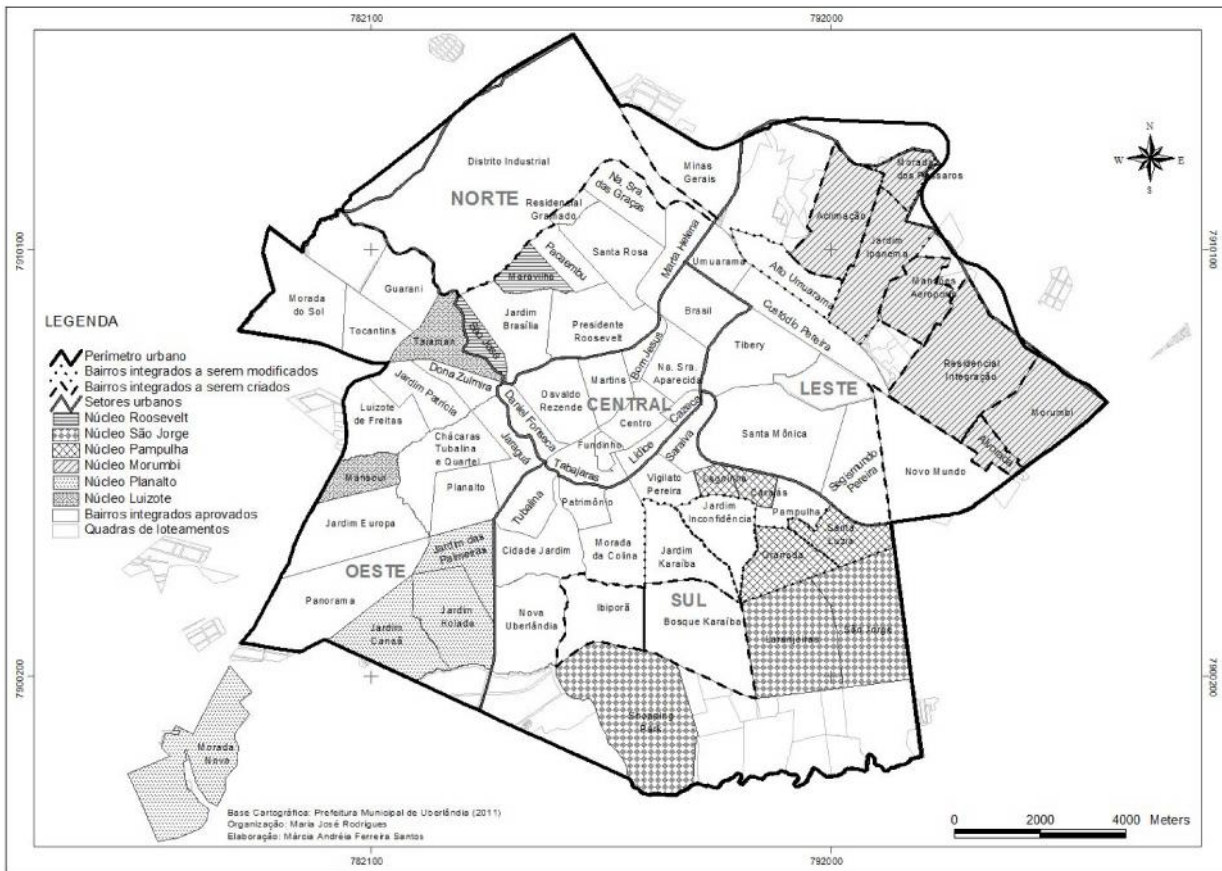 782100
792000
7910100
7910100
7900200
7900200
782100
792000
N
W
E
S
NORTE
Distrito Industrial
Minas
Gerais
Na. Sra.
das Graças
Residencial
Gramado
Pacaembu
Santa Rosa
Marta Helena
Maravilha
São José
Jardim
Brasília
Presidente
Roosevelt
Morada
do Sol
Guarani
Tocantins
Taiaman
LESTE
Umuarama
Alto Umuarama
Aclimação
Morada
dos Pássaros
Jardim
Ipanema
Mansões
Aeroporto
Custódio Pereira
Tibery
Residencial
Integração
Morumbi
Alvorada
Santa Mônica
Segismundo
Pereira
Novo Mundo
CENTRAL
Brasil
Bom Jesus
Martins
Na. Sra.
Aparecida
Osvaldo
Rezende
Daniel Fonseca
Centro
Cazeca
Fundinho
Tabajaras
Lídice
OESTE
Dona Zulmira
Jardim Patrícia
Luizote
de Freitas
Chácaras
Tubalina
e Quartel
Jaraguá
Mansour
Planalto
Jardim Europa
Jardim das
Palmeiras
Panorama
Jardim
Canaã
Jardim
Holada
Morada
Nova
SUL
Saraiva
Vigilato
Pereira
Lagoinha
Carajás
Tubalina
Patrimônio
Jardim
Inconfidência
Pampulha
Santa
Luzia
Cidade Jardim
Morada
da Colina
Jardim
Karaíba
Granada
Nova
Uberlândia
Ibiporã
Bosque Karaíba
Laranjeiras
São Jorge
Shopping
Park
LEGENDA
Perímetro urbano
Bairros integrados a serem modificados
Bairros integrados a serem criados
Setores urbanos
Núcleo Roosevelt
Núcleo São Jorge
Núcleo Pampulha
Núcleo Morumbi
Núcleo Planalto
Núcleo Luizote
Bairros integrados aprovados
Quadras de loteamentos
Base Cartográfica: Prefeitura Municipal de Uberlândia (2011)
Organização: Maria José Rodrigues
Elaboração: Márcia Andréia Ferreira Santos
0 2000 4000 Meters